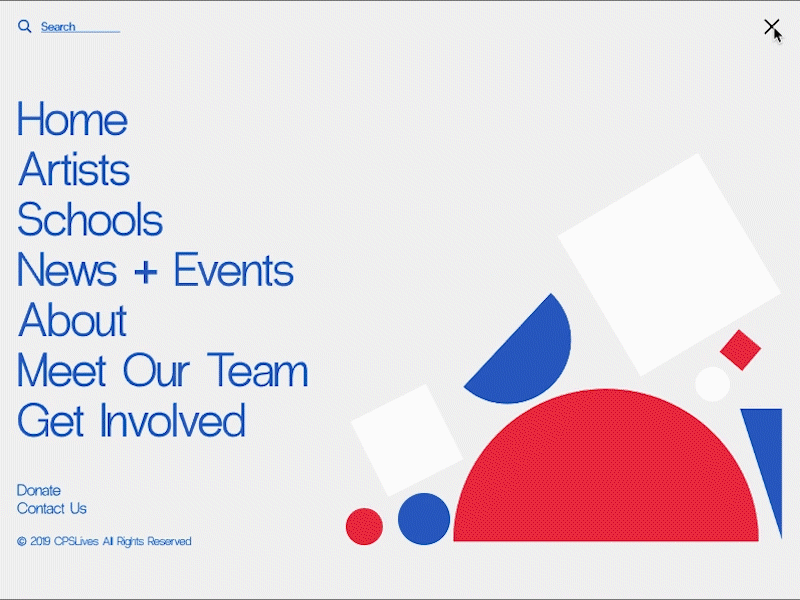 Search
Home
Artists
Schools
News + Events
About
Meet Our Team
Get Involved
Donate
Contact Us
© 2019 CPSLives All Rights Reserved